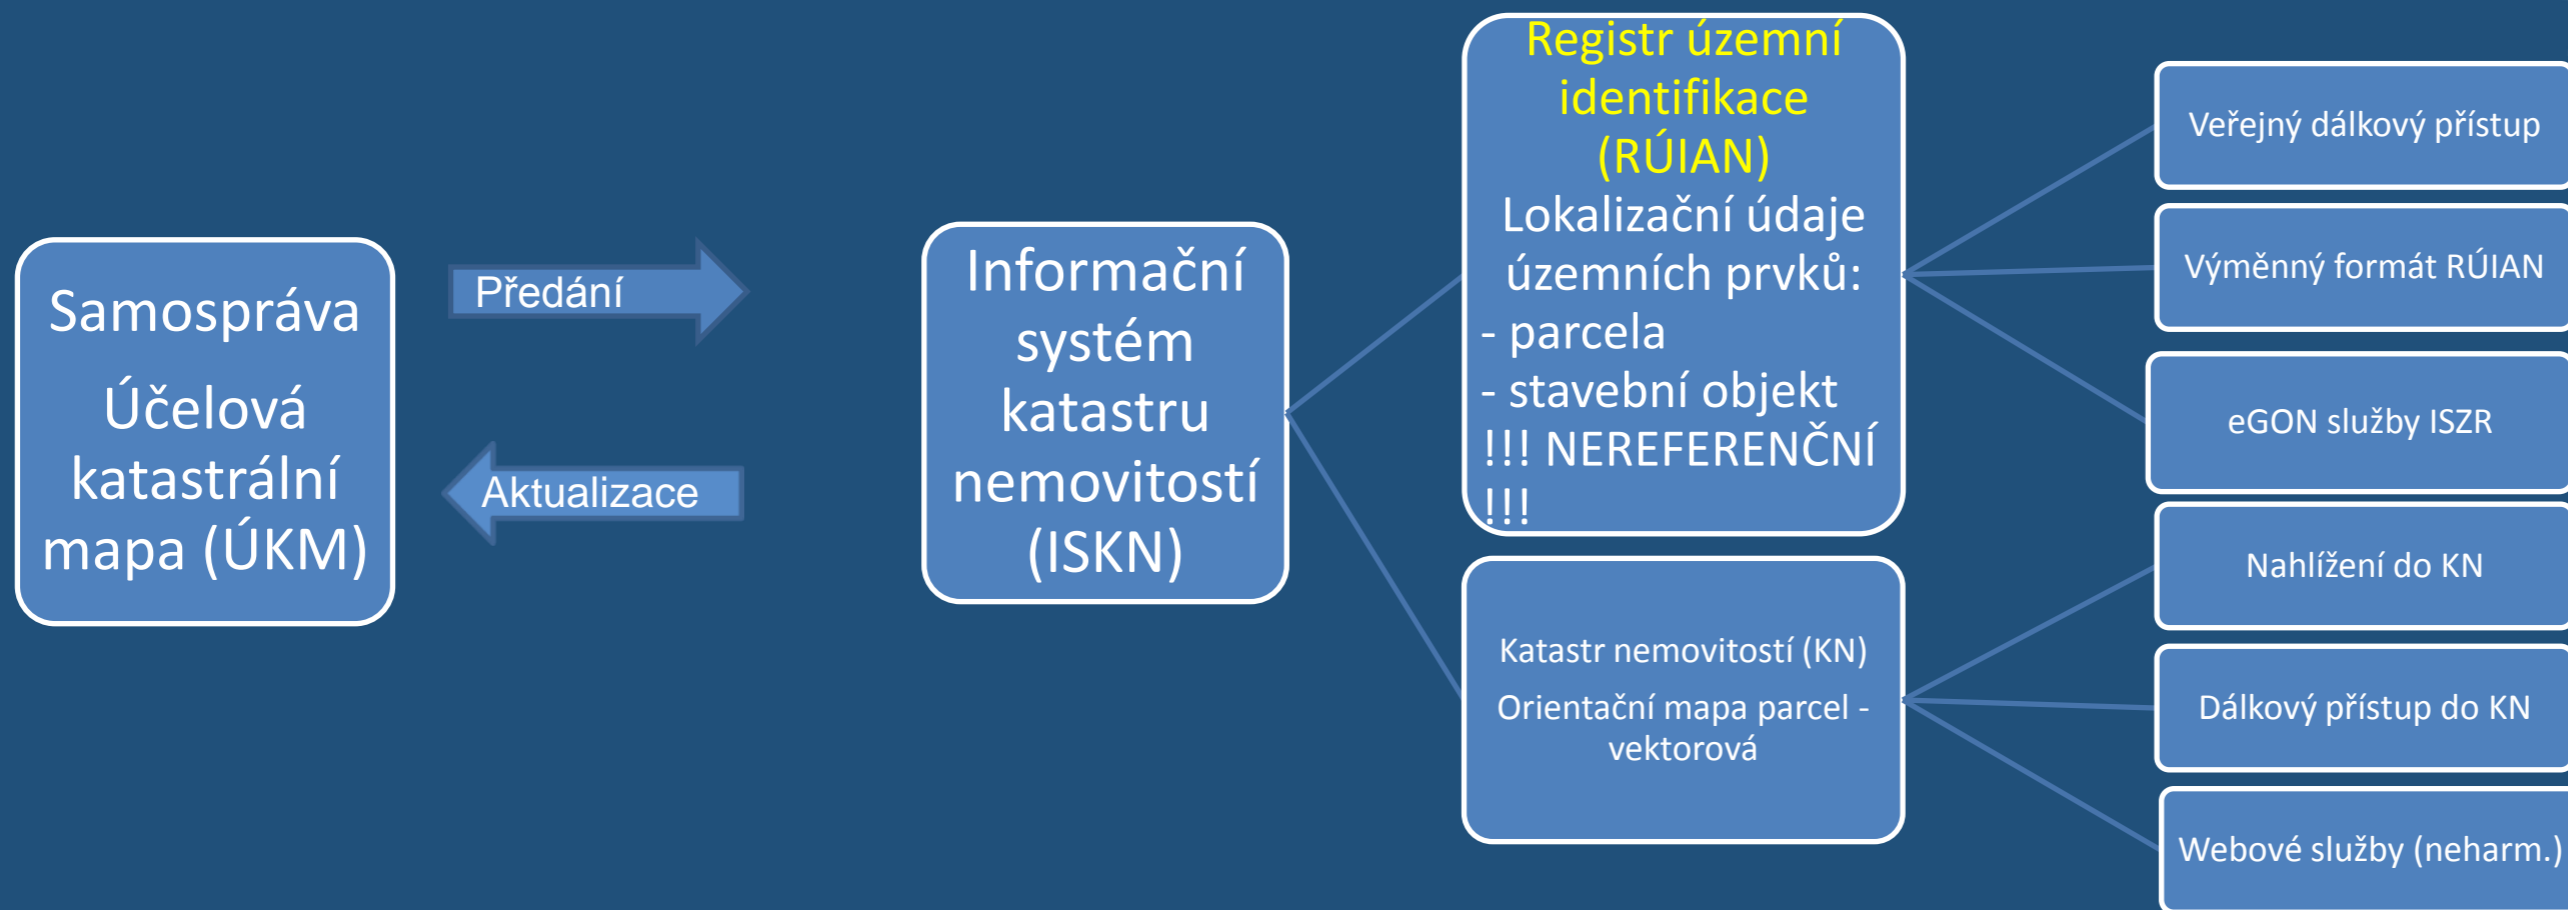 Samospráva
Účelová
katastrální
mapa (ÚKM)
Předání
Aktualizace
Informační
systém
katastru
nemovitostí
(ISKN)
Registr územní
identifikace
(RÚIAN)
Lokalizační údaje
územních prvků:
- parcela
- stavební objekt
!!! NEREFERENČNÍ
!!!
Katastr nemovitostí (KN)
Orientační mapa parcel -
vektorová
Veřejný dálkový přístup
Výměnný formát RÚIAN
eGON služby ISZR
Nahlížení do KN
Dálkový přístup do KN
Webové služby (neharm.)